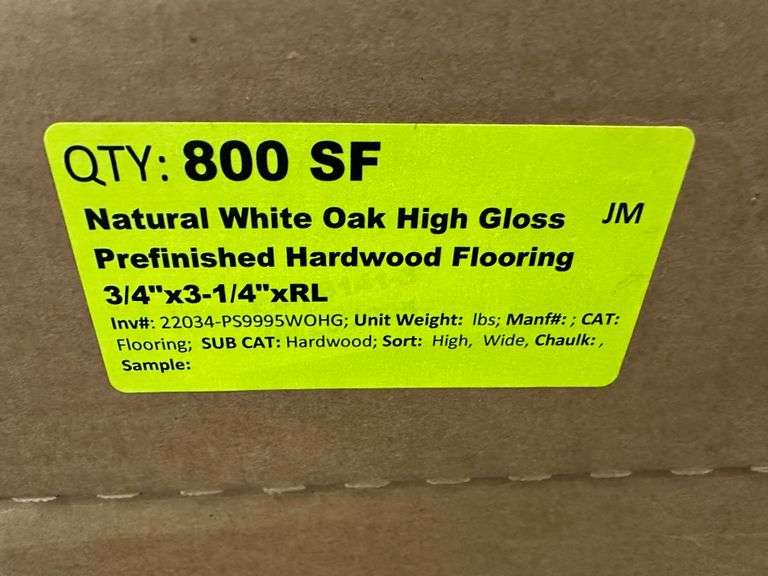 QTY: 800 SF
Natural White Oak High Gloss JM
Prefinished Hardwood Flooring
3/4"x3-1/4"xRL
Inv#: 22034-PS9995WOHG; Unit Weight: lbs; Manf#: ; CAT:
Flooring; SUB CAT: Hardwood; Sort: High, Wide, Chaulk: ,
Sample: